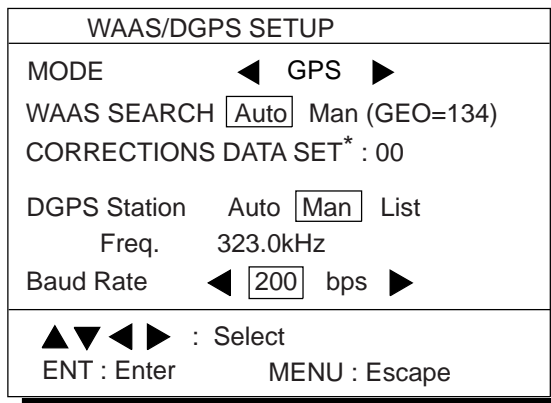 WAAS/DGPS SETUP
MODE ◀ GPS ▶
WAAS SEARCH Auto Man (GEO=134)
CORRECTIONS DATA SET* : 00
DGPS Station Auto Man List
Freq. 323.0kHz
Baud Rate ◀ 200 bps ▶
▲▼◀▶ : Select
ENT : Enter MENU : Escape